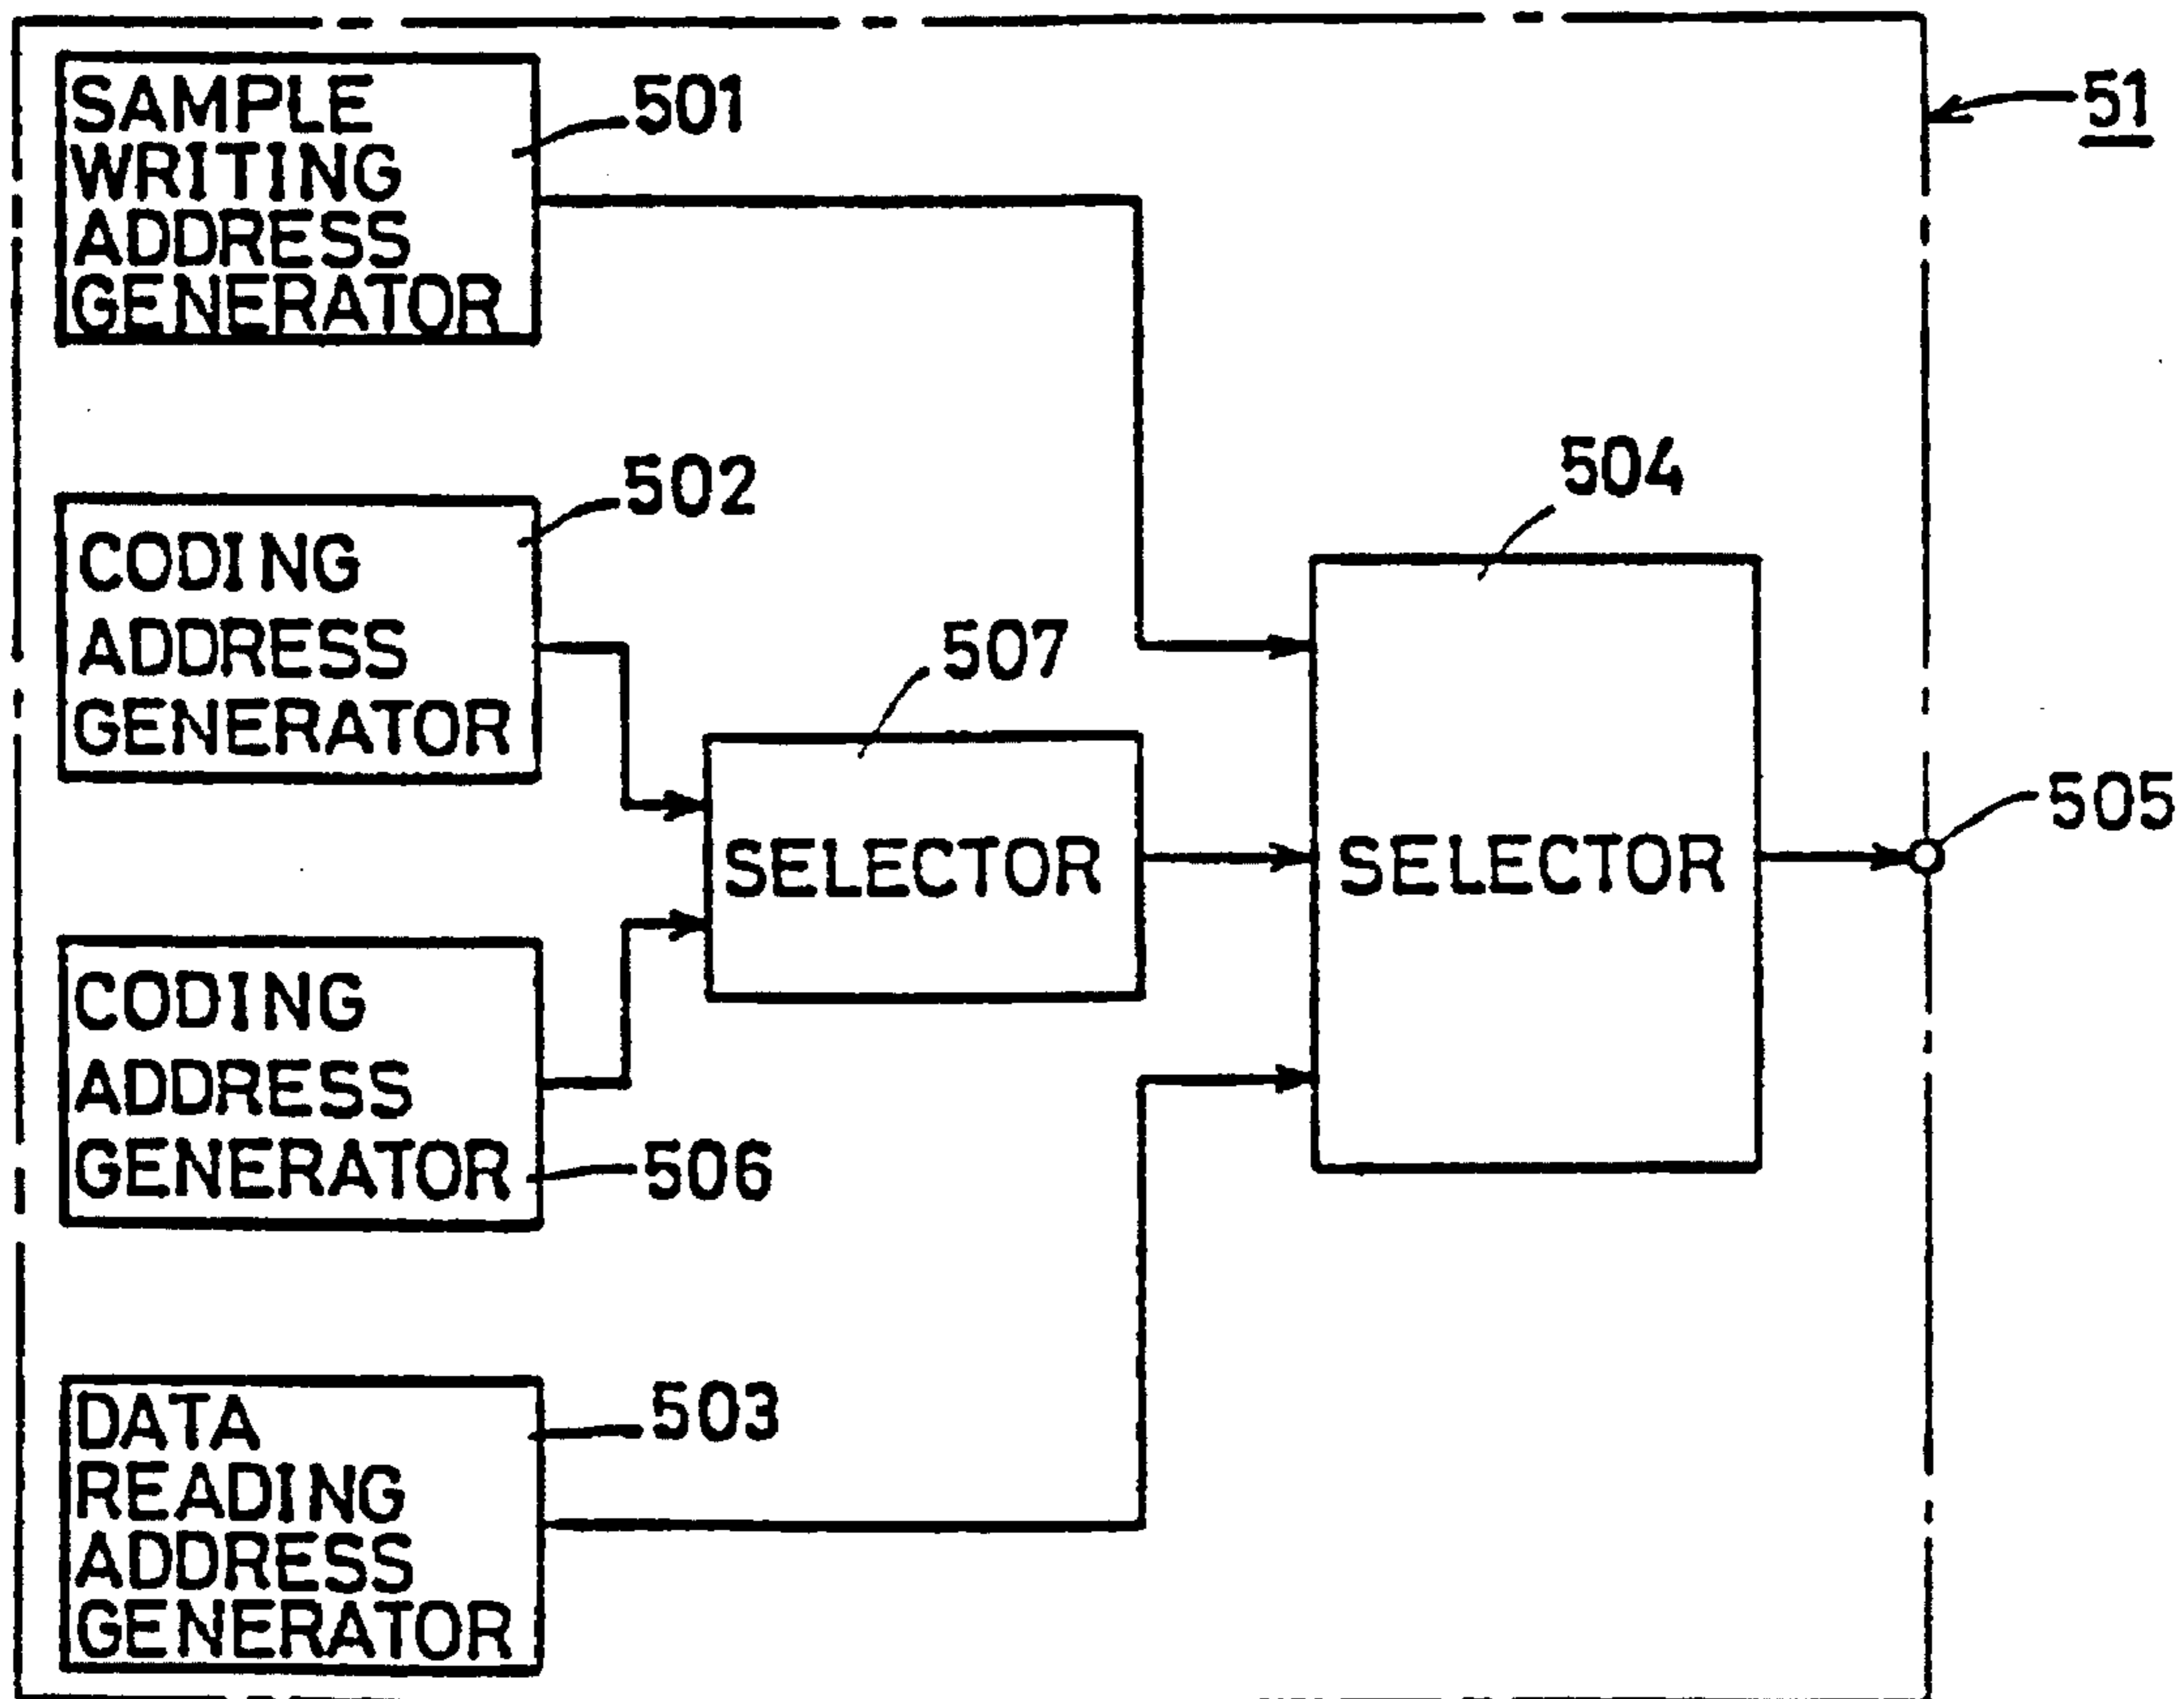 SAMPLE
WRITING
ADDRESS
GENERATOR
501
51
CODING
ADDRESS
GENERATOR
502
504
507
SELECTOR
SELECTOR
505
CODING
ADDRESS
GENERATOR
506
DATA
READING
ADDRESS
GENERATOR
503